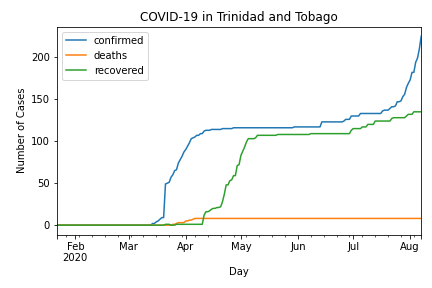 COVID-19 in Trinidad and Tobago
confirmed
deaths
recovered
Number of Cases
200
150
100
50
0
Feb Mar Apr May Jun Jul Aug
2020
Day